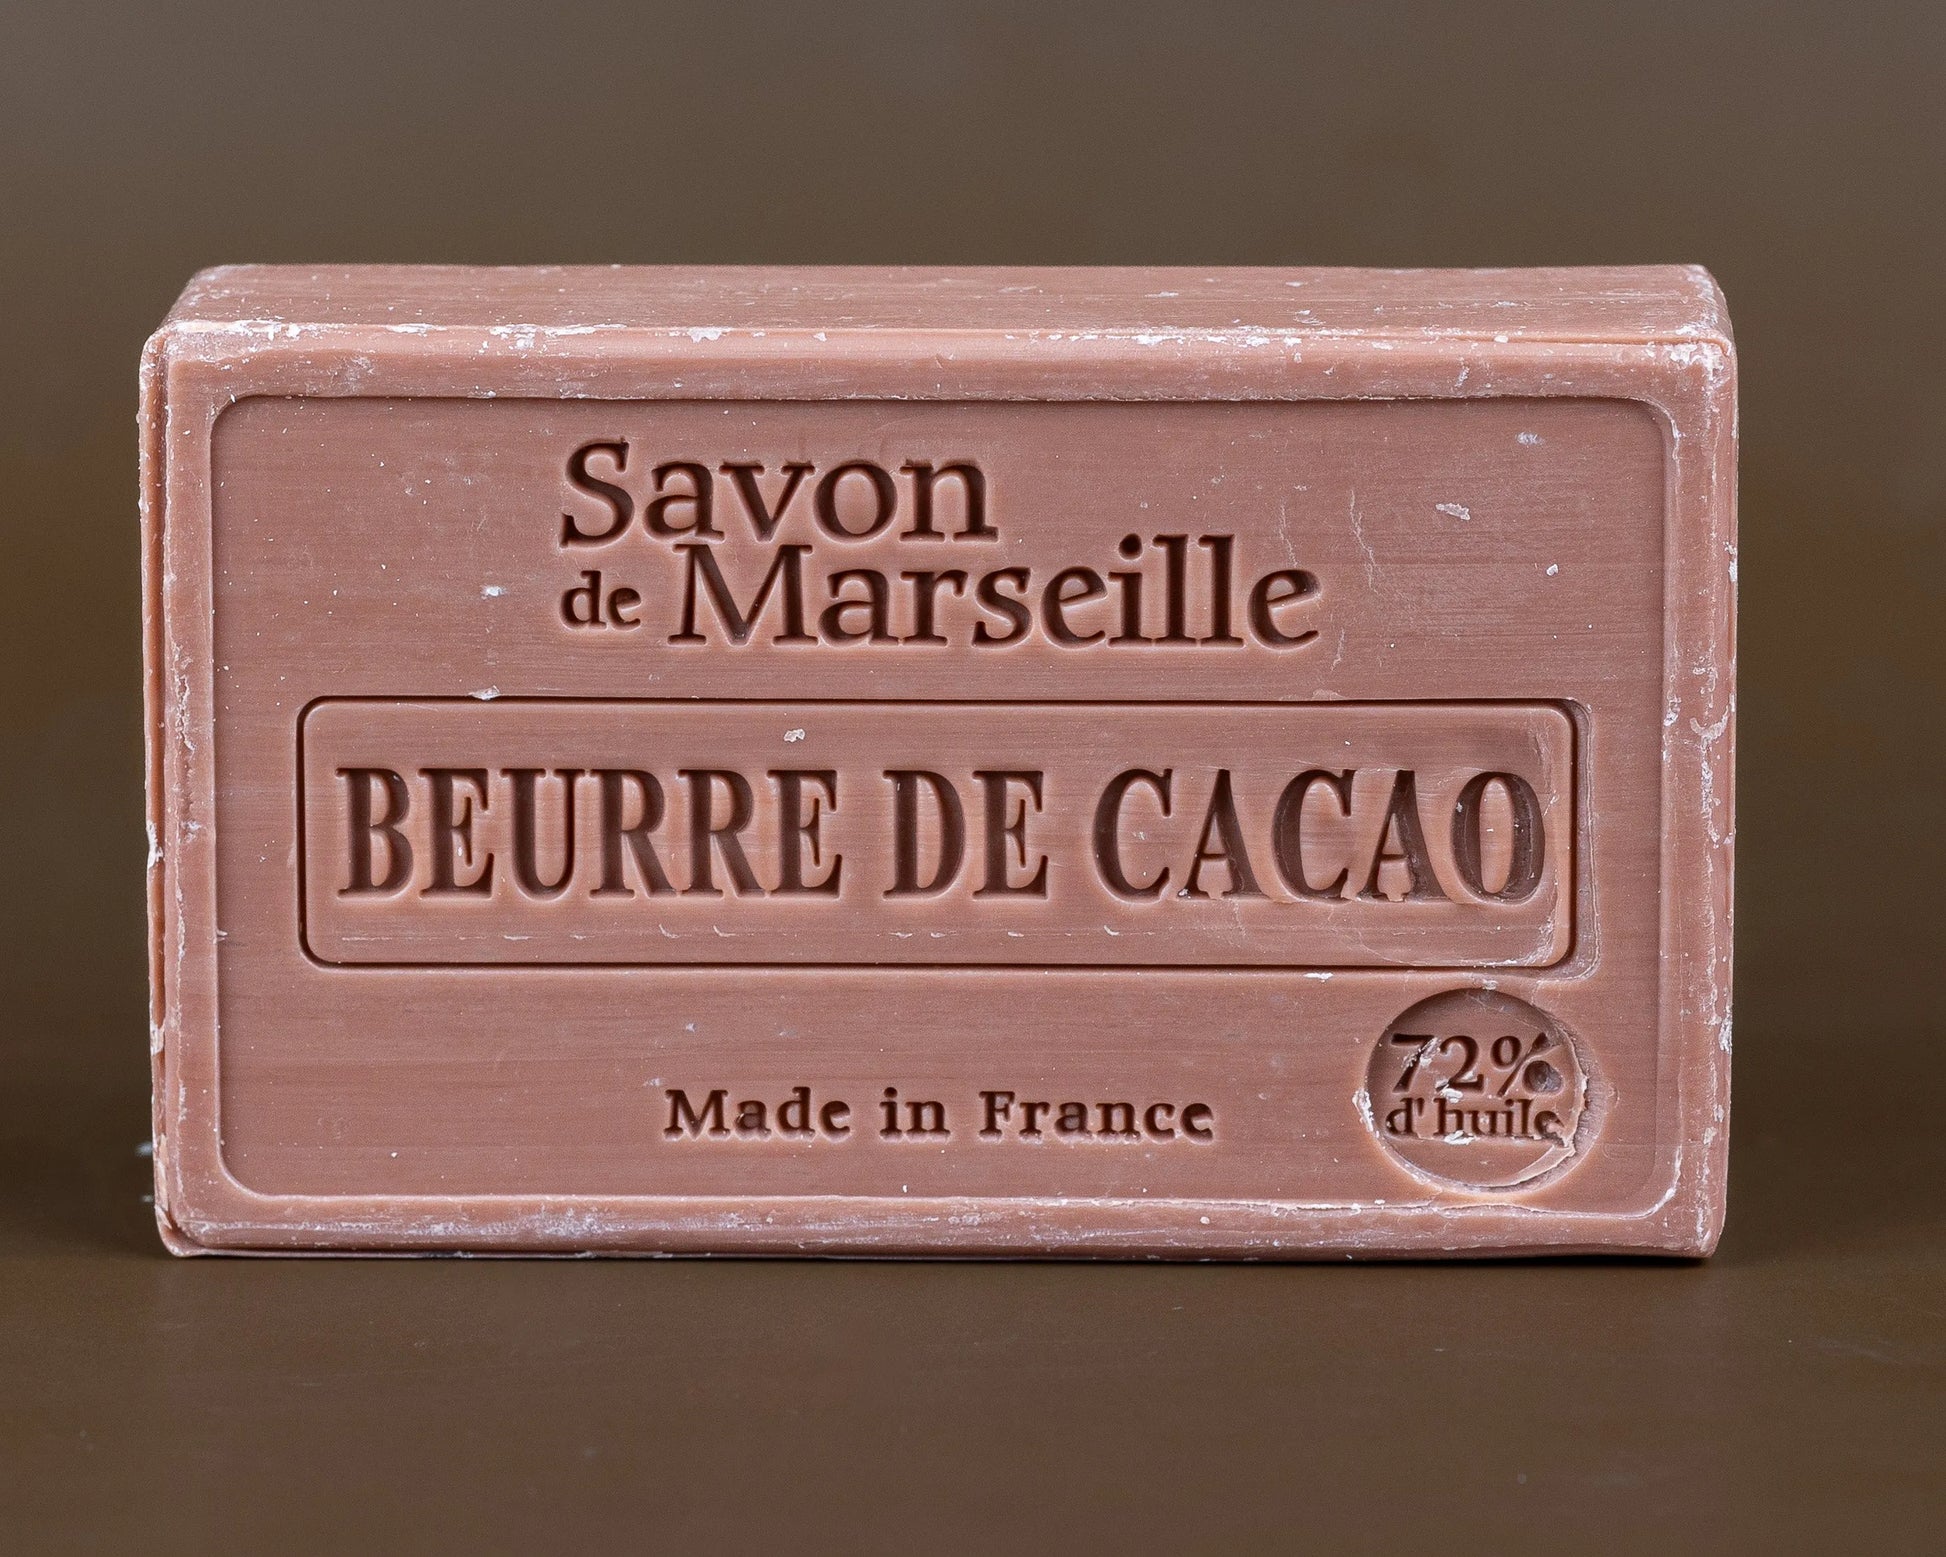 Savon
de Marseille
BEURRE DE CACAO
Made in France
72%
d'huile